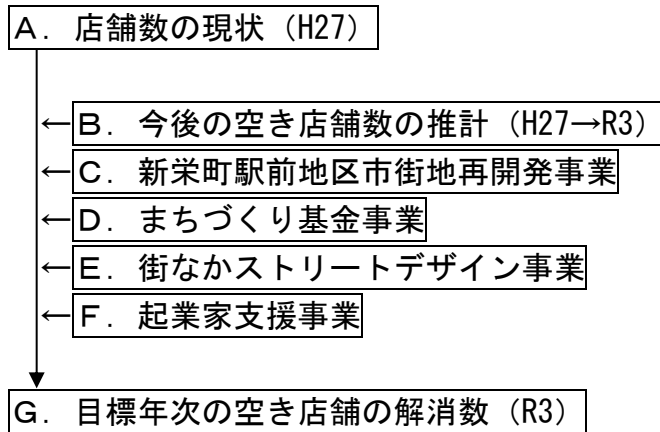 Ａ．店舗数の現状（H27）
←Ｂ．今後の空き店舗数の推計（H27→R3）
←Ｃ．新栄町駅前地区市街地再開発事業
←Ｄ．まちづくり基金事業
←Ｅ．街なかストリートデザイン事業
←Ｆ．起業家支援事業
Ｇ．目標年次の空き店舗の解消数（R3）